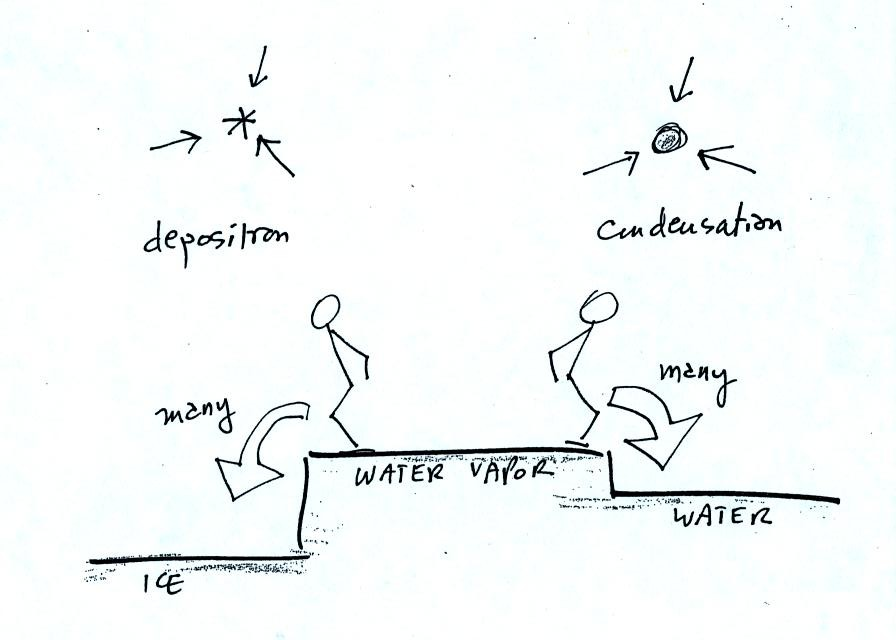 deposition
condensation
many
many
WATER VAPOR
WATER
ICE